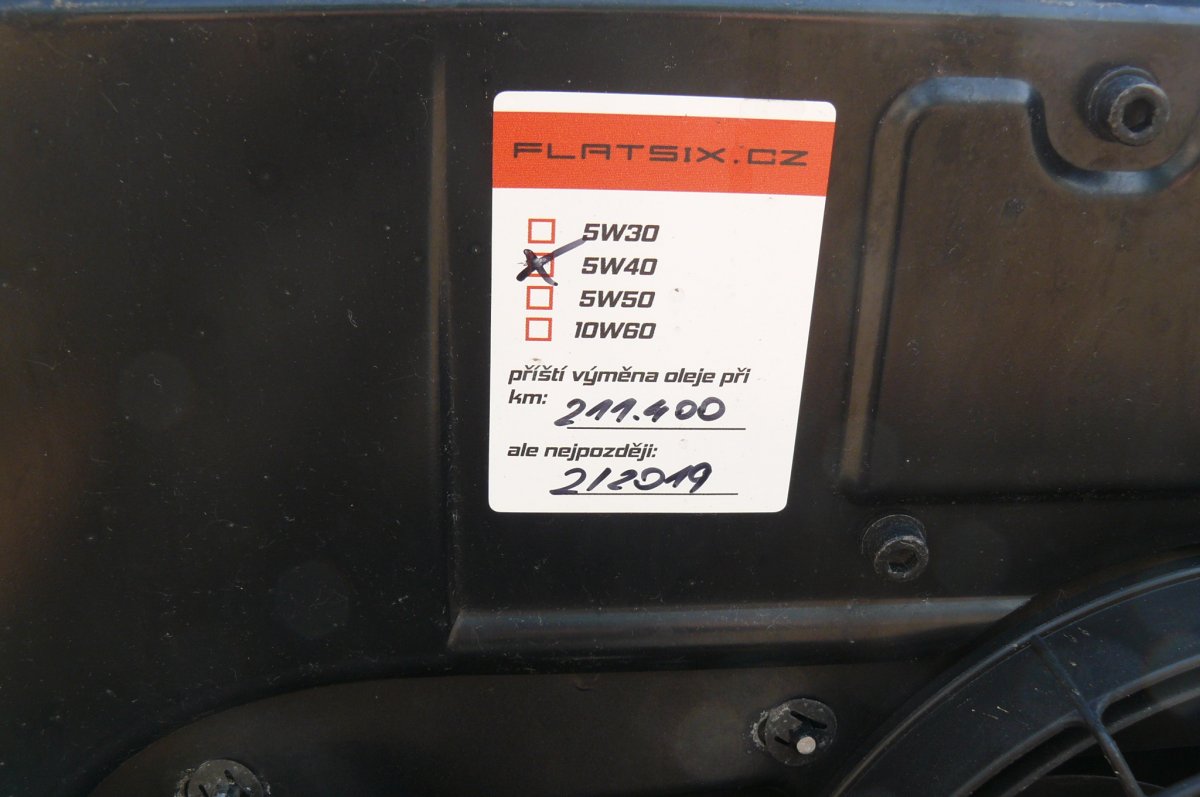 FLATSIX.CZ
5W30
5W40
5W50
10W60
příští výměna oleje při
km: 211.400
ale nejpozději:
2/2019